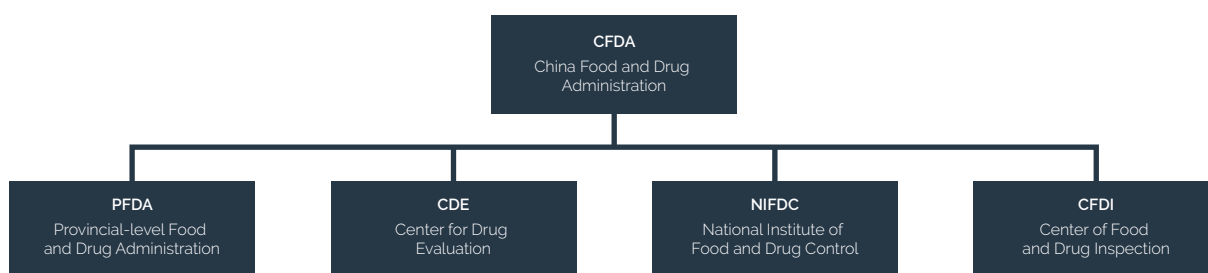 CFDA
China Food and Drug
Administration
PFDA
Provincial-level Food
and Drug Administration
CDE
Center for Drug
Evaluation
NIFDC
National Institute of
Food and Drug Control
CFDI
Center of Food
and Drug Inspection